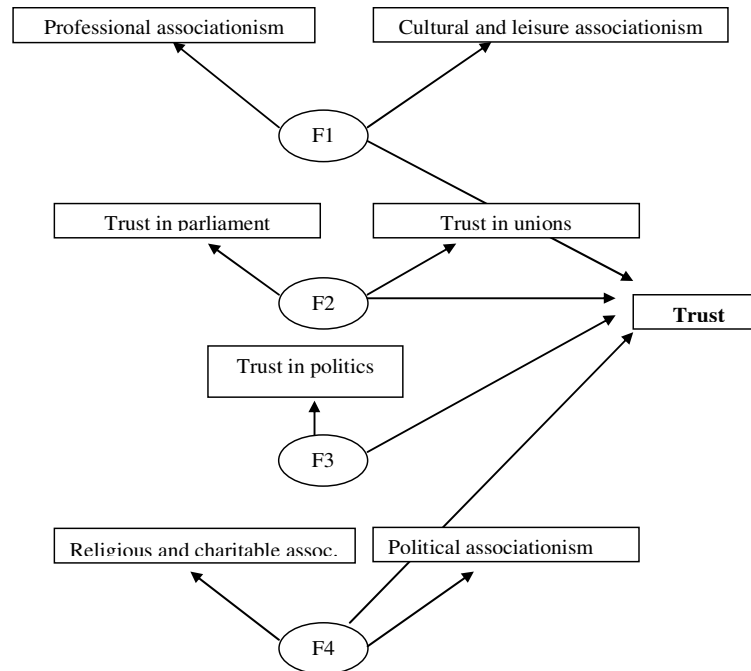 Professional associationism
Cultural and leisure associationism
F1
Trust in parliament
Trust in unions
F2
Trust
Trust in politics
F3
Religious and charitable assoc.
Political associationism
F4